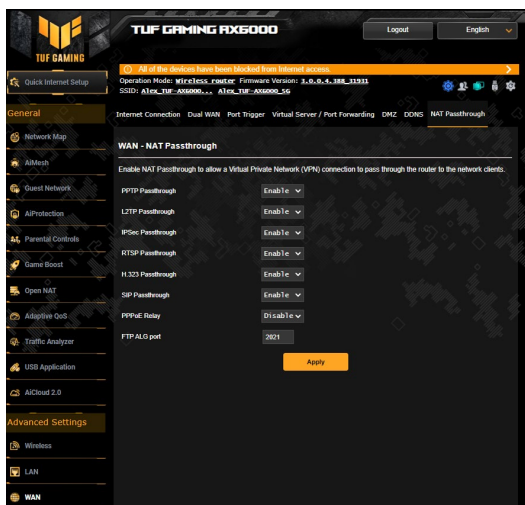 TUF GAMING AX6000
Logout
English
TUF GAMING
All of the devices have been blocked from Internet access.
Quick Internet Setup
Operation Mode: Wireless router Firmware Version: 3.0.0.4.388_31931
SSID: Alex_TUF-AX6000... Alex_TUF-AX6000_5G
General
Internet Connection Dual WAN Port Trigger Virtual Server / Port Forwarding DMZ DDNS NAT Passthrough
Network Map
WAN - NAT Passthrough
AiMesh
Enable NAT Passthrough to allow a Virtual Private Network (VPN) connection to pass through the router to the network clients.
Guest Network
PPTP Passthrough Enable
AiProtection
L2TP Passthrough Enable
IPSec Passthrough Enable
Parental Controls
RTSP Passthrough Enable
Game Boost
H.323 Passthrough Enable
Open NAT
SIP Passthrough Enable
Adaptive QoS
PPPoE Relay Disable
FTP ALG port 2021
Traffic Analyzer
Apply
USB Application
AiCloud 2.0
Advanced Settings
Wireless
LAN
WAN